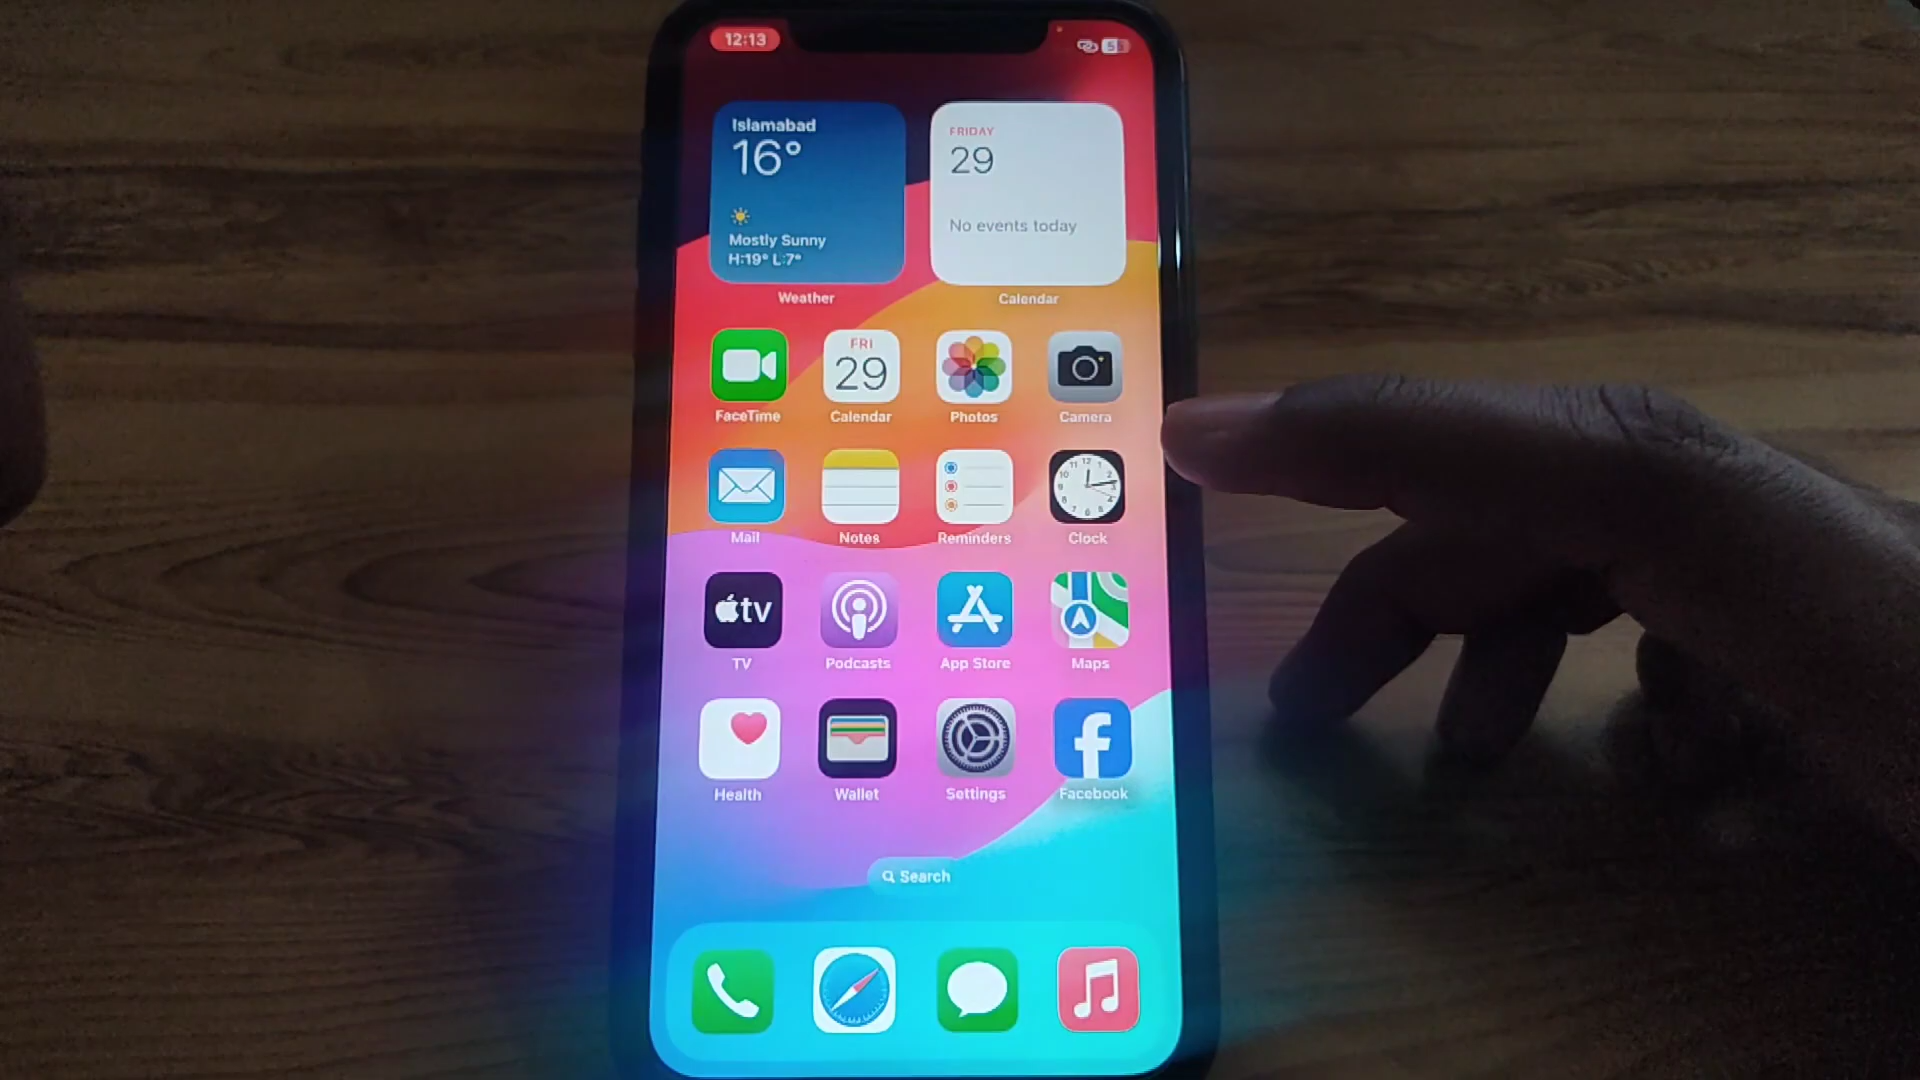 12:13
55
Islamabad
16°
Mostly Sunny
H:19° L:7°
Weather
FRIDAY
29
No events today
Calendar
FRI
29
FaceTime
Calendar
Photos
Camera
Mail
Notes
Reminders
Clock
tv
TV
Podcasts
App Store
Maps
Health
Wallet
Settings
f
Facebook
Search